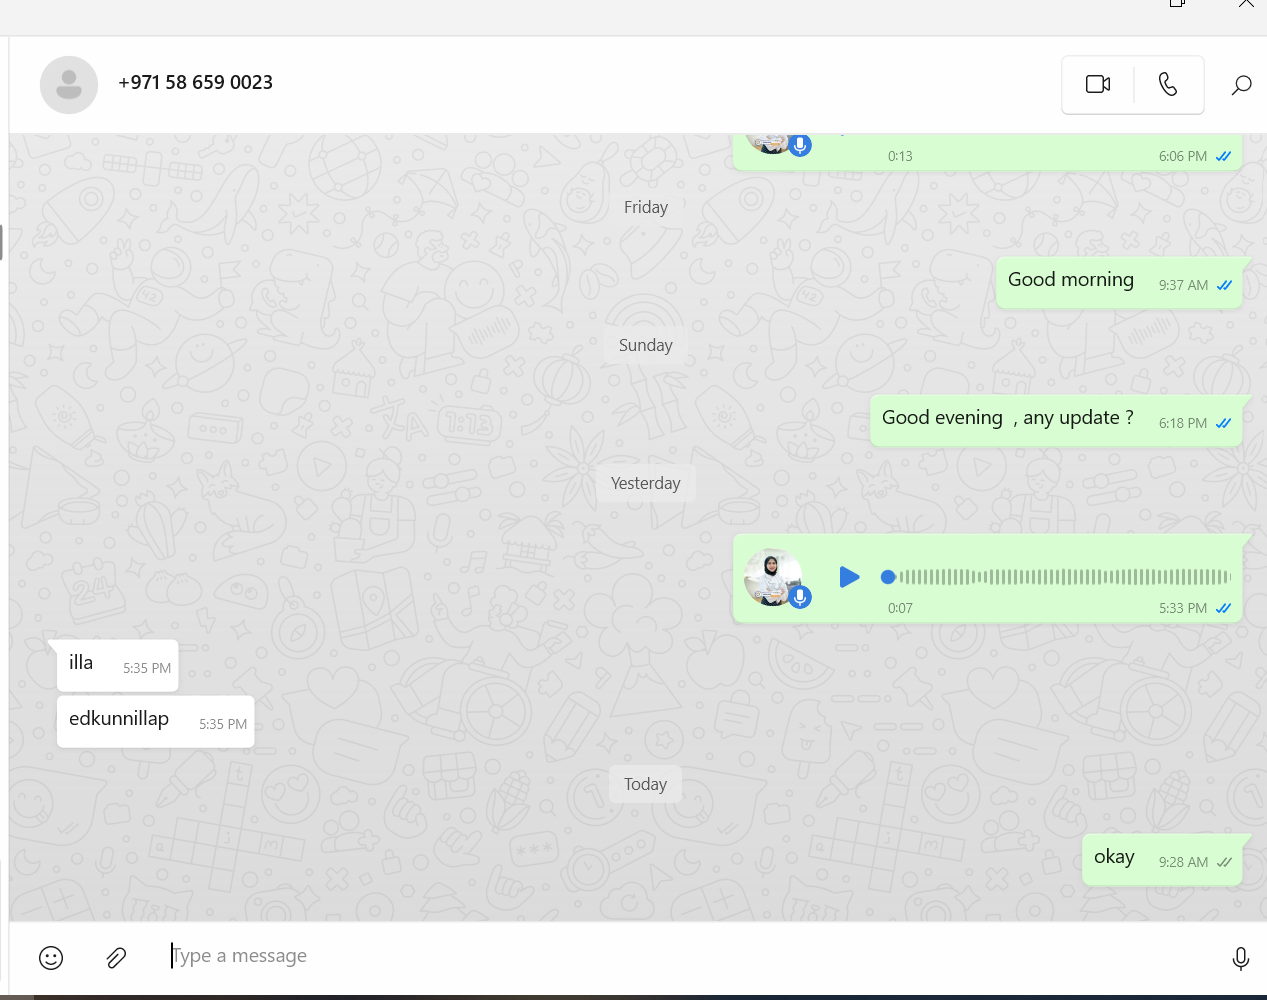 +971 58 659 0023
0:13 6:06 PM
Friday
Good morning 9:37 AM
Sunday
Good evening , any update ? 6:18 PM
Yesterday
0:07 5:33 PM
illa 5:35 PM
edkunnillap 5:35 PM
Today
okay 9:28 AM
Type a message